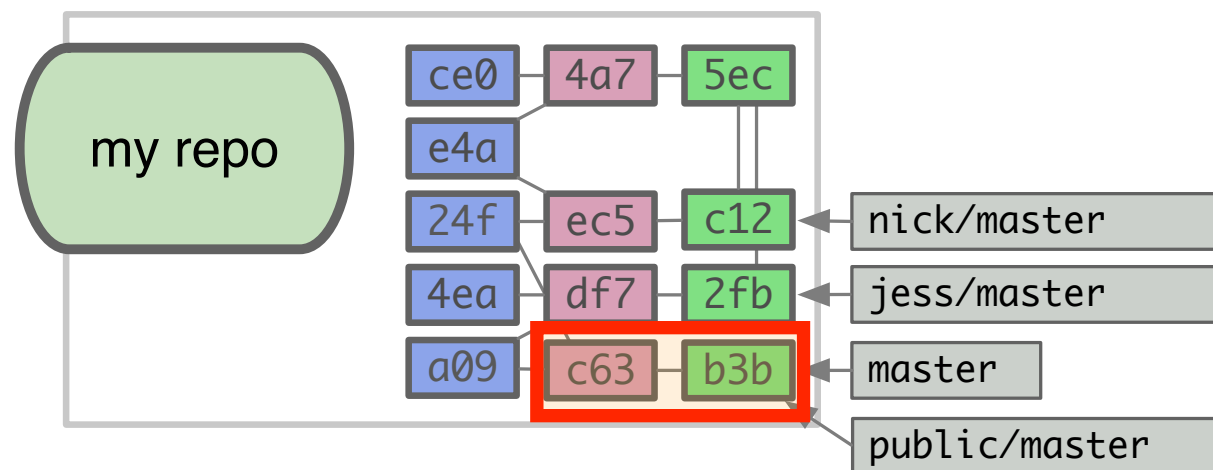 my repo
ce0 4a7 5ec
e4a
24f ec5 c12 nick/master
4ea df7 2fb jess/master
a09 c63 b3b master
public/master